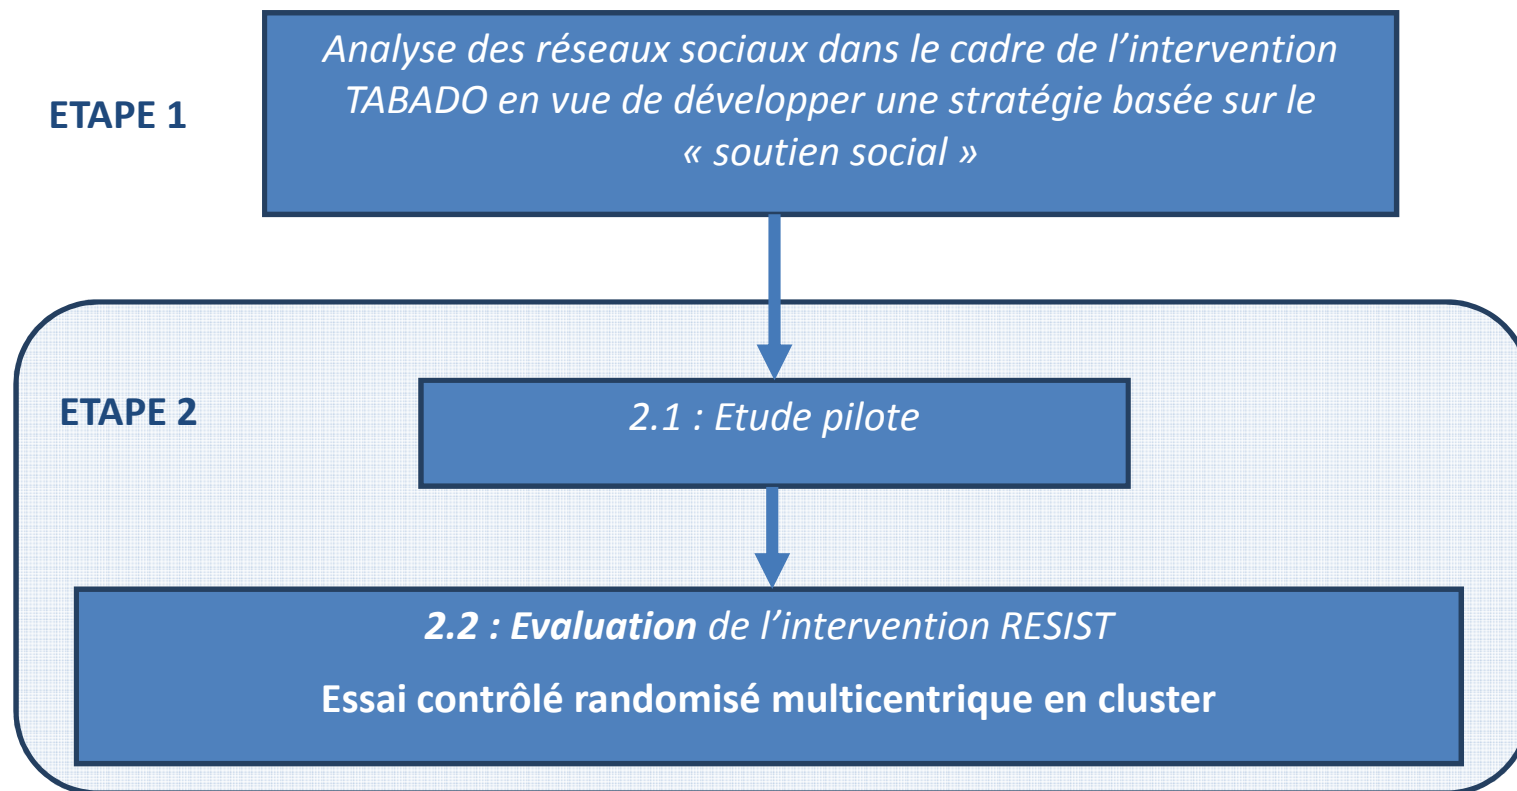 ETAPE 1
Analyse des réseaux sociaux dans le cadre de l’intervention
TABADO en vue de développer une stratégie basée sur le
« soutien social »
ETAPE 2
2.1 : Etude pilote
2.2 : Evaluation de l’intervention RESIST
Essai contrôlé randomisé multicentrique en cluster